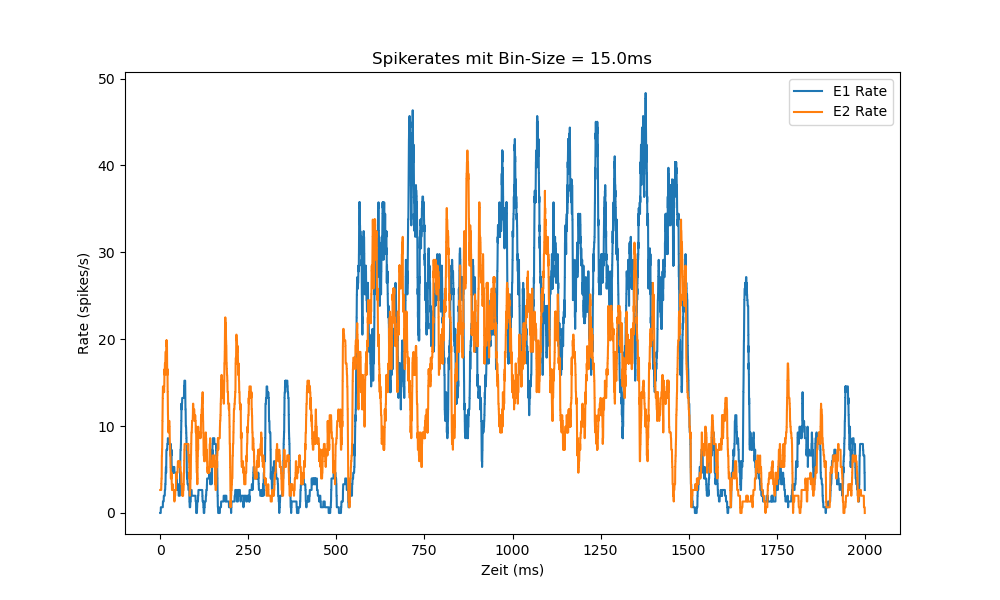 Spikerates mit Bin-Size = 15.0ms
E1 Rate
E2 Rate
Rate (spikes/s)
50
40
30
20
10
0
0 250 500 750 1000 1250 1500 1750 2000
Zeit (ms)